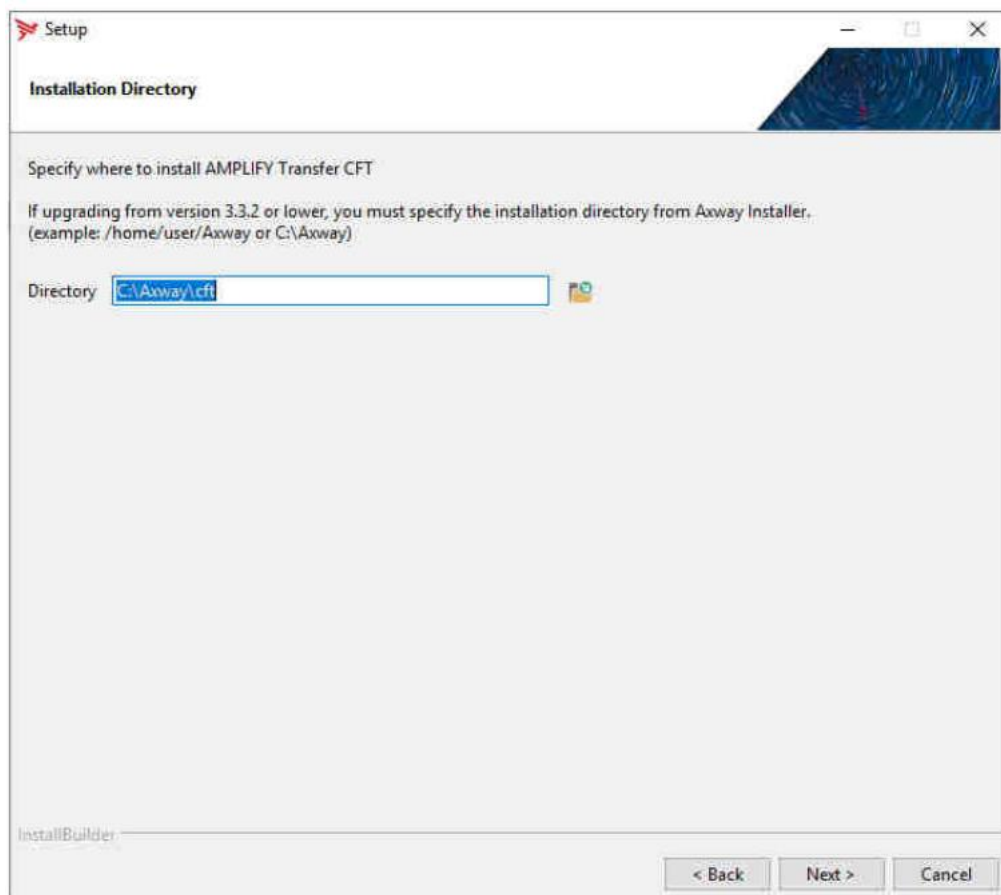 Setup
Installation Directory
Specify where to install AMPLIFY Transfer CFT
If upgrading from version 3.3.2 or lower, you must specify the installation directory from Axway Installer.
(example: /home/user/Axway or C:\Axway)
Directory C:\Axway\cft
InstallBuilder
< Back Next > Cancel